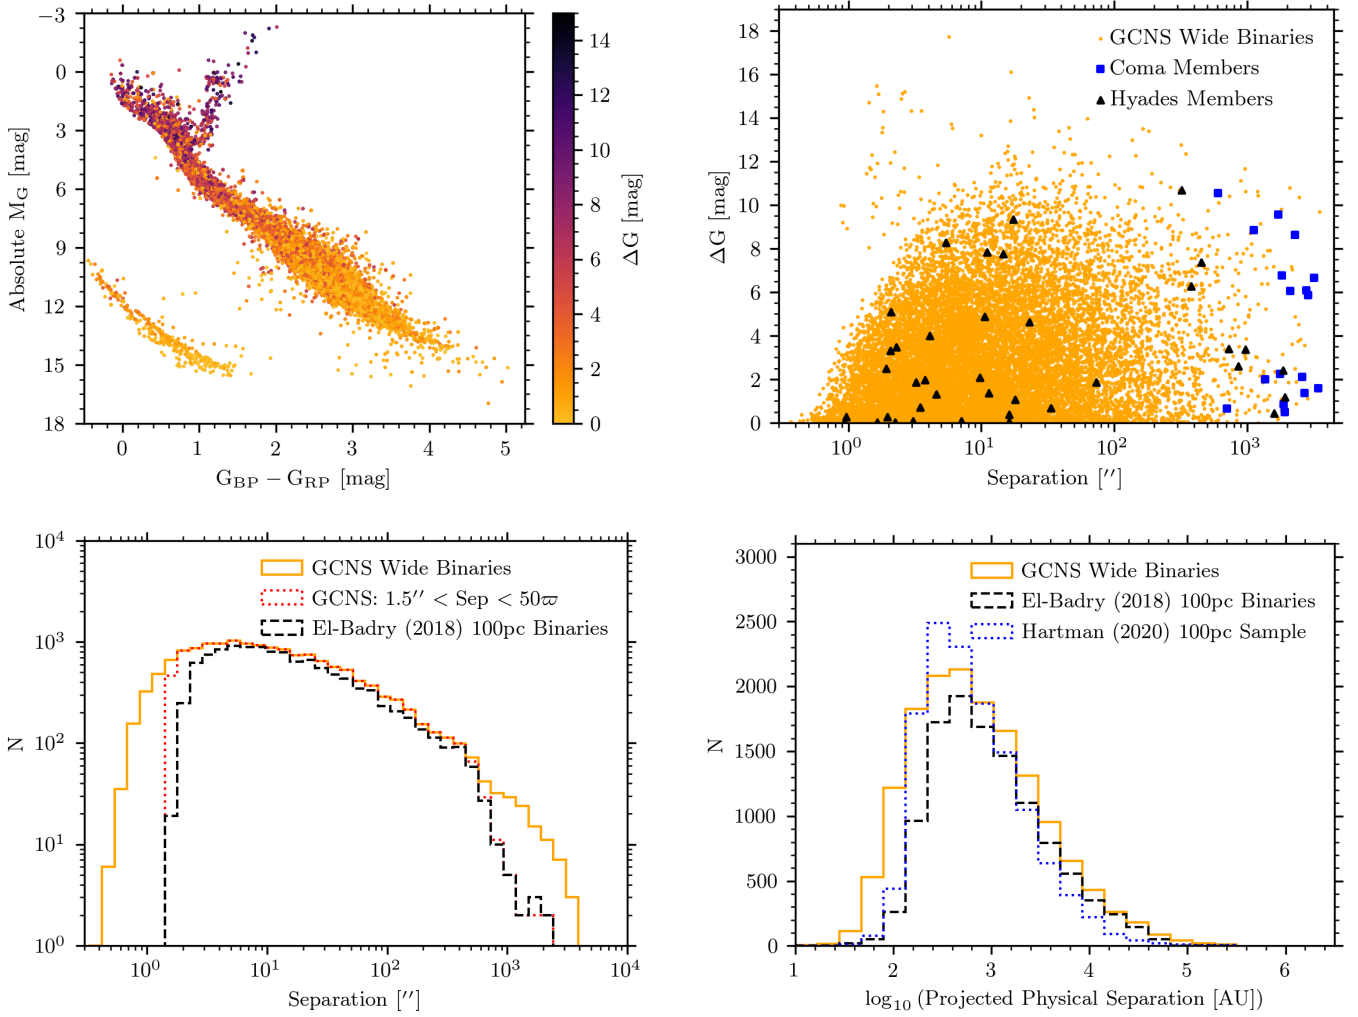 −3
0
3
6
9
12
15
18
Absolute M_G [mag]
0 1 2 3 4 5
G_BP − G_RP [mag]
14
12
10
8
6
4
2
0
ΔG [mag]
18
16
14
12
10
8
6
4
2
0
ΔG [mag]
GCNS Wide Binaries
Coma Members
Hyades Members
10^0 10^1 10^2 10^3
Separation [′′]
10^4
10^3
10^2
10^1
10^0
N
GCNS Wide Binaries
GCNS: 1.5′′ < Sep < 50ϖ
El-Badry (2018) 100pc Binaries
10^0 10^1 10^2 10^3 10^4
Separation [′′]
3000
2500
2000
1500
1000
500
0
N
GCNS Wide Binaries
El-Badry (2018) 100pc Binaries
Hartman (2020) 100pc Sample
1 2 3 4 5 6
log_10 (Projected Physical Separation [AU])